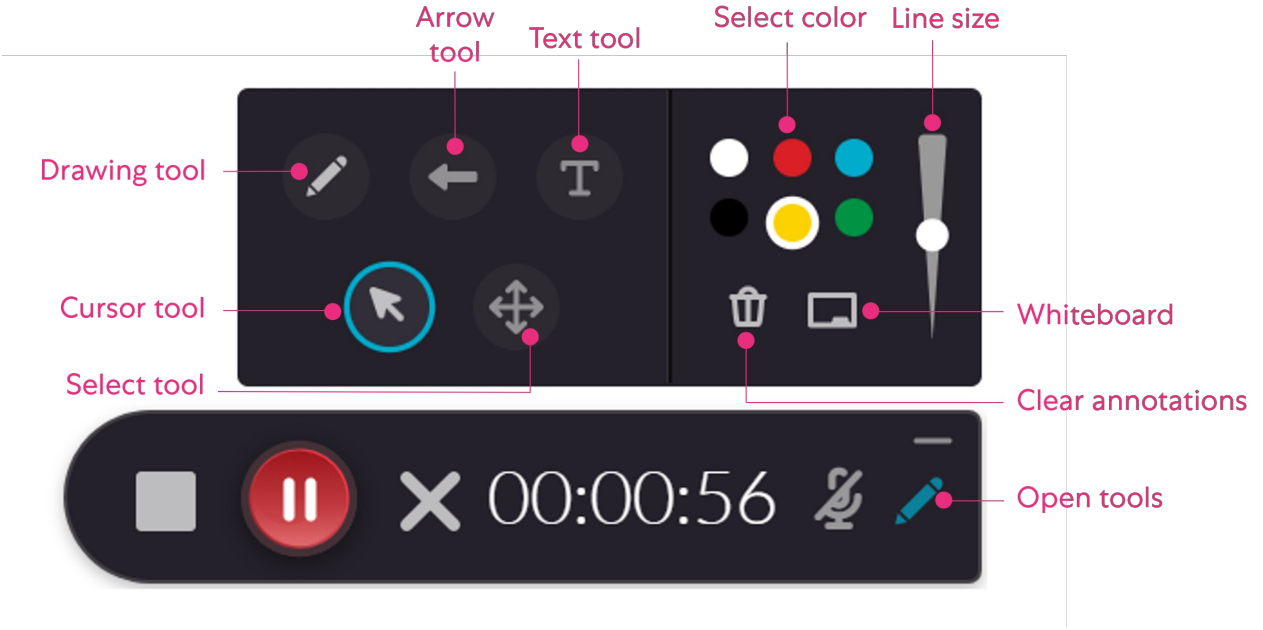 Arrow
tool
Text tool
Select color
Line size
Drawing tool
T
Cursor tool
Whiteboard
Select tool
Clear annotations
00:00:56
Open tools